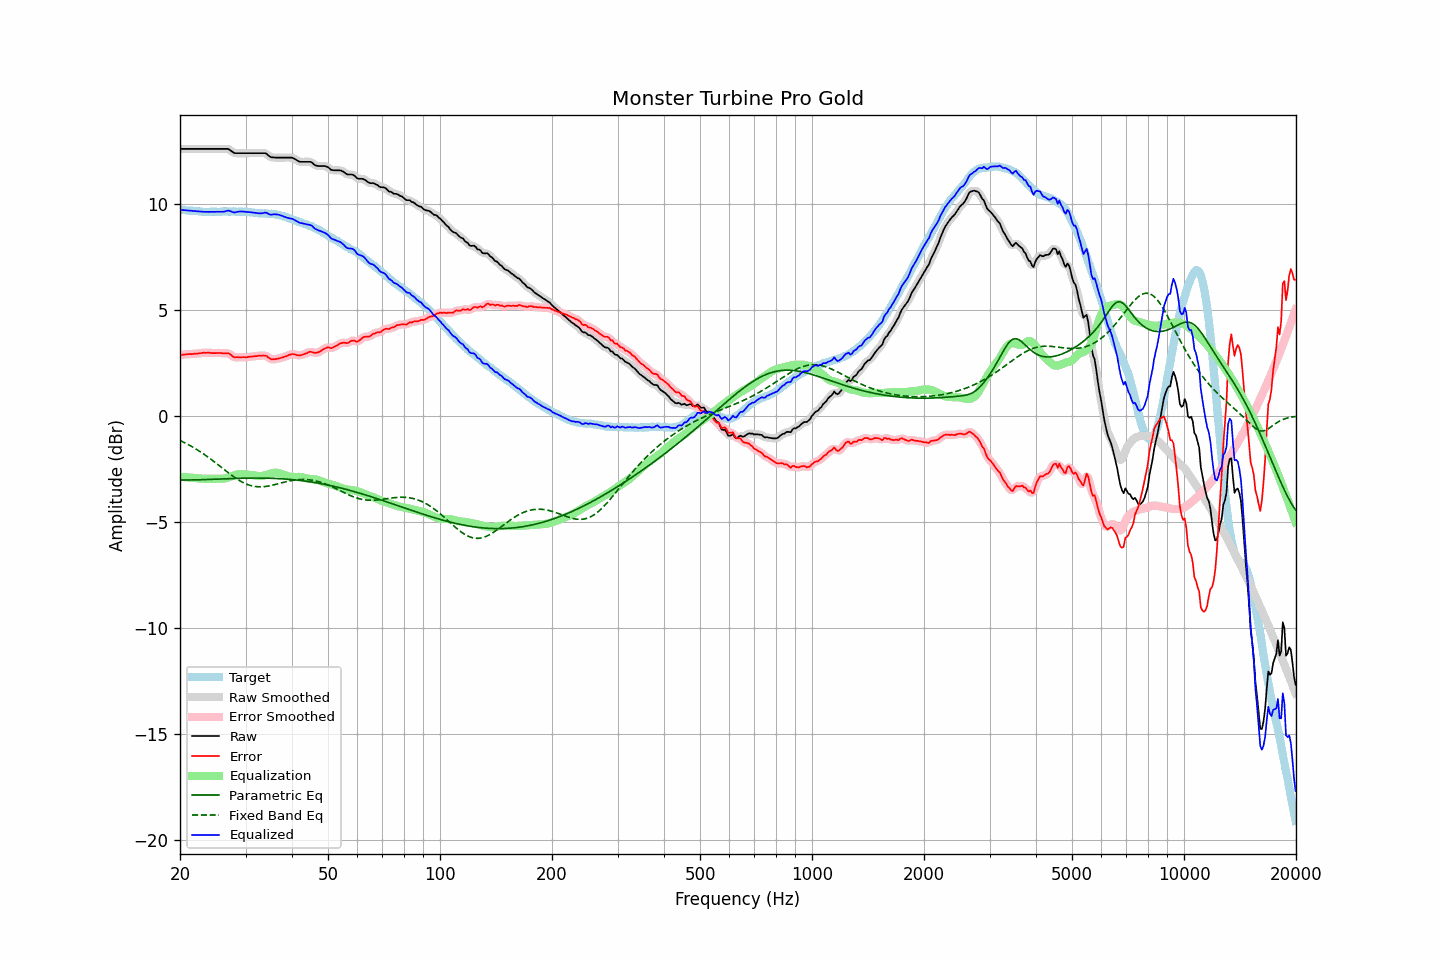 Monster Turbine Pro Gold
Amplitude (dBr)
10
5
0
−5
−10
−15
−20
Target
Raw Smoothed
Error Smoothed
Raw
Error
Equalization
Parametric Eq
Fixed Band Eq
Equalized
20 50 100 200 500 1000 2000 5000 10000 20000
Frequency (Hz)